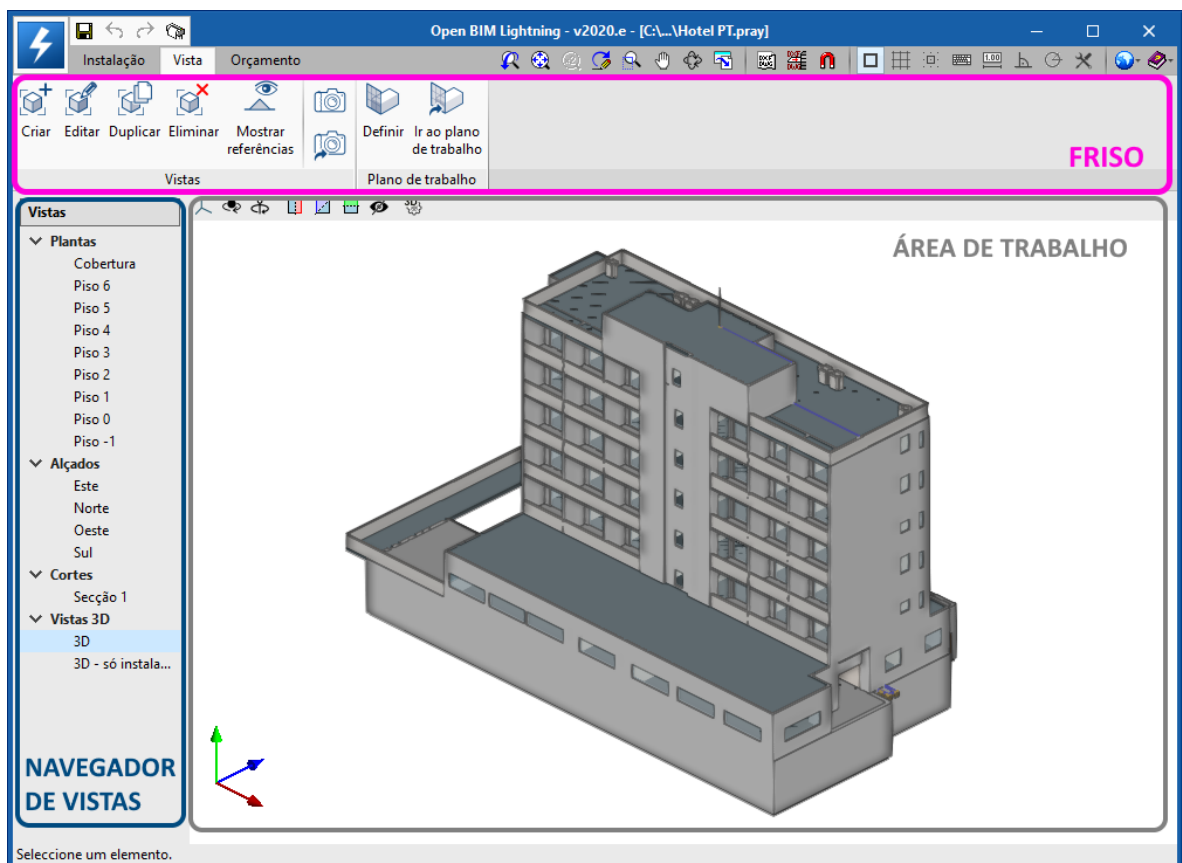 Open BIM Lightning - v2020.e - [C:\...\Hotel PT.pray]
Instalação Vista Orçamento
Criar Editar Duplicar Eliminar Mostrar referências Definir Ir ao plano de trabalho
Vistas Plano de trabalho
FRISO
Vistas
Plantas
Cobertura
Piso 6
Piso 5
Piso 4
Piso 3
Piso 2
Piso 1
Piso 0
Piso -1
Alçados
Este
Norte
Oeste
Sul
Cortes
Secção 1
Vistas 3D
3D
3D - só instala...
NAVEGADOR
DE VISTAS
ÁREA DE TRABALHO
Seleccione um elemento.